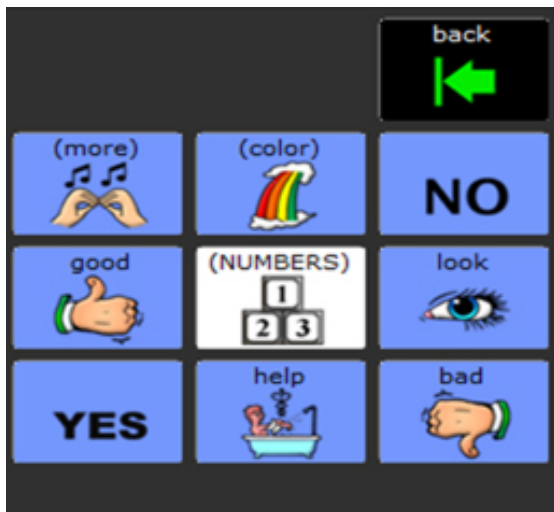 back
(more)
(color)
NO
good
(NUMBERS)
1
2 3
look
YES
help
bad